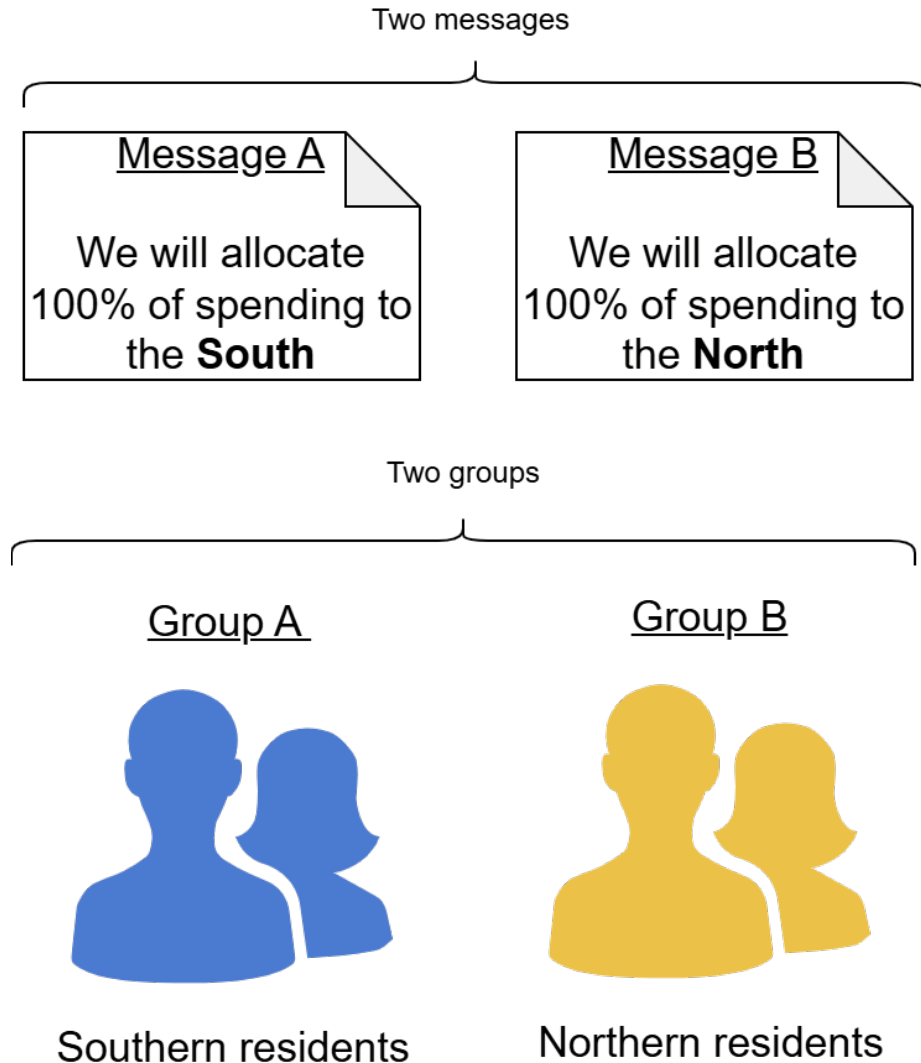 Two messages
Message A
We will allocate
100% of spending to
the South
Message B
We will allocate
100% of spending to
the North
Two groups
Group A
Southern residents
Group B
Northern residents